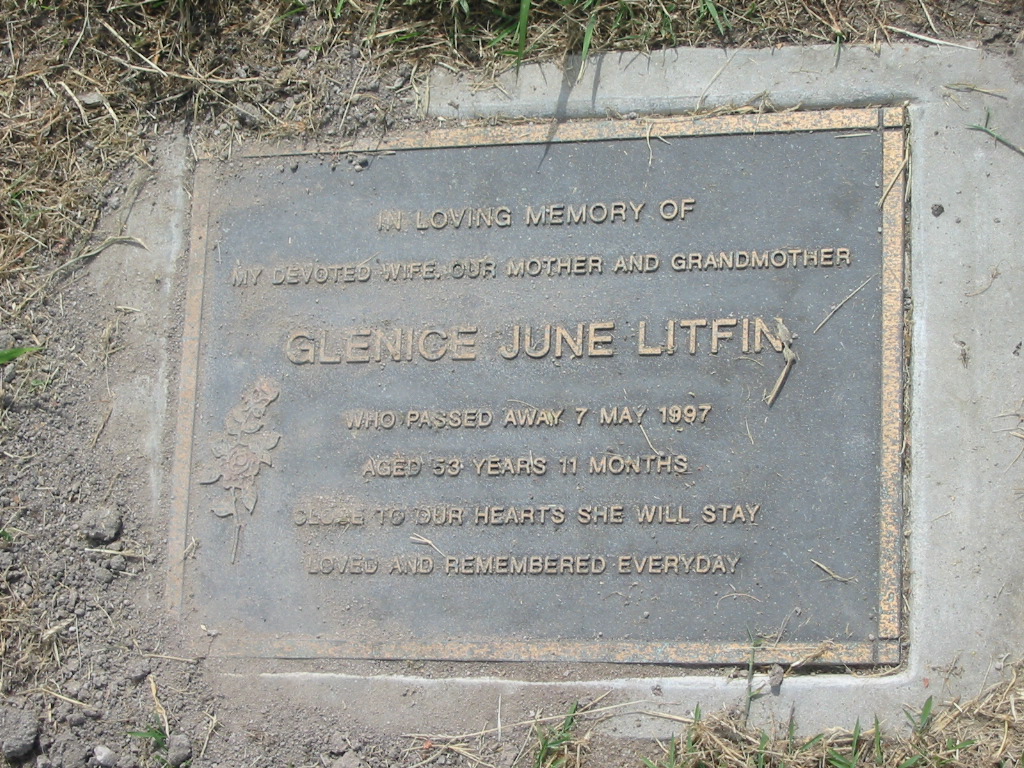 IN LOVING MEMORY OF
MY DEVOTED WIFE, OUR MOTHER AND GRANDMOTHER
GLENICE JUNE LITFIN
WHO PASSED AWAY 7 MAY 1997
AGED 53 YEARS 11 MONTHS
CLOSE TO OUR HEARTS SHE WILL STAY
LOVED AND REMEMBERED EVERYDAY